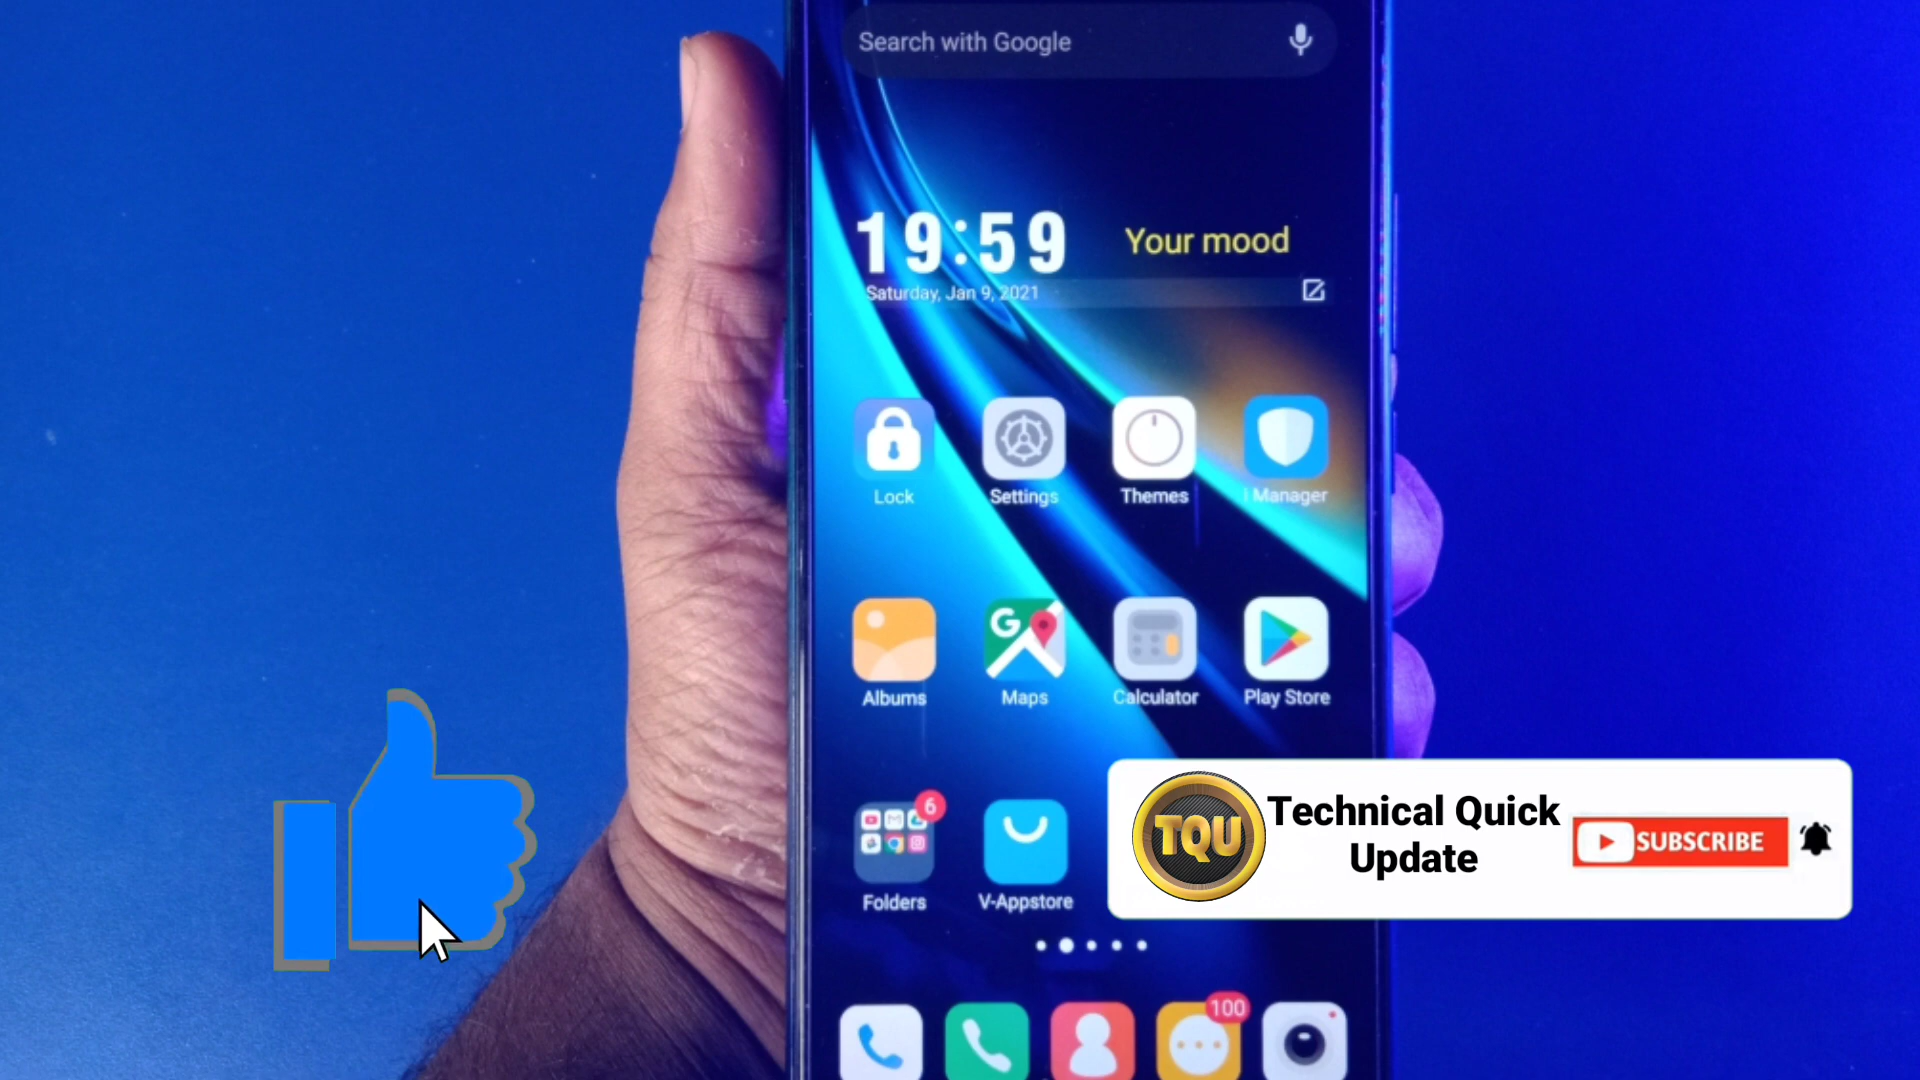 Search with Google
19:59
Your mood
Saturday, Jan 9, 2021
Lock
Settings
Themes
i Manager
Albums
Maps
Calculator
Play Store
6
Folders
V-Appstore
TQU
Technical Quick
Update
SUBSCRIBE
100